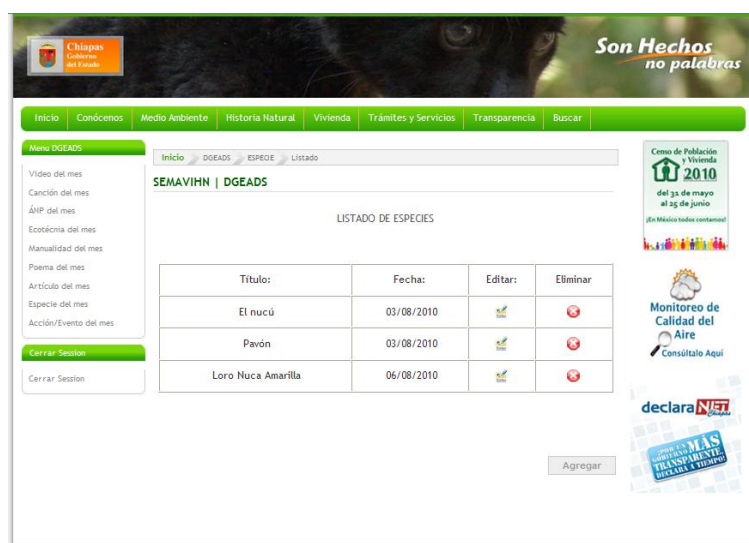 Chiapas
Gobierno
del Estado
Son Hechos
no palabras
Inicio Conócenos Medio Ambiente Historia Natural Vivienda Trámites y Servicios Transparencia Buscar
Menu DGEADS
Video del mes
Canción del mes
ÁNP del mes
Ecotécnia del mes
Manualidad del mes
Poema del mes
Artículo del mes
Especie del mes
Acción/Evento del mes
Cerrar Session
Cerrar Session
Inicio DGEADS ESPECIE Listado
SEMAVIHN | DGEADS
LISTADO DE ESPECIES
Título: Fecha: Editar: Eliminar
El nucú 03/08/2010
Pavón 03/08/2010
Loro Nuca Amarilla 06/08/2010
Agregar
Censo de Población
y Vivienda
2010
del 31 de mayo
al 25 de junio
¡En México todos contamos!
Monitoreo de
Calidad del
Aire
Consúltalo Aquí
declaraNET
Chiapas
POR UN MÁS
GOBIERNO
TRANSPARENTE,
DECLARA A TIEMPO!